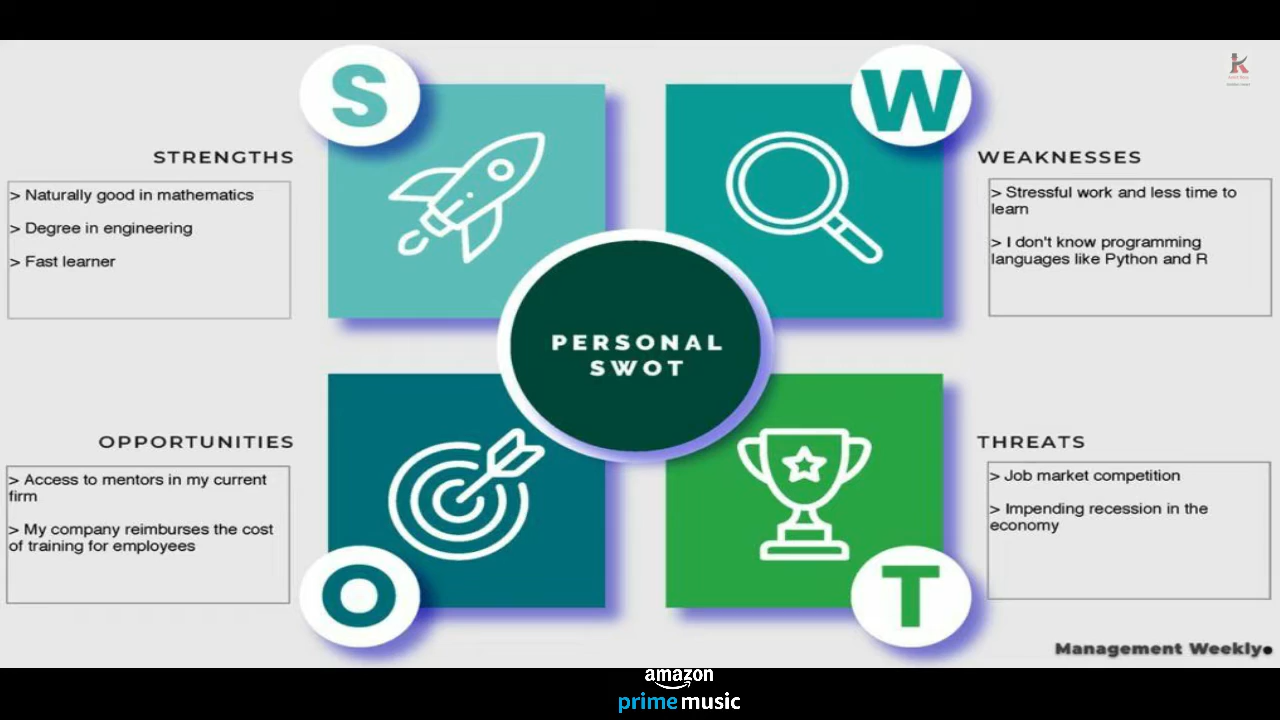 S
W
STRENGTHS
> Naturally good in mathematics
> Degree in engineering
> Fast learner
WEAKNESSES
> Stressful work and less time to
learn
> I don't know programming
languages like Python and R
PERSONAL
SWOT
OPPORTUNITIES
> Access to mentors in my current
firm
> My company reimburses the cost
of training for employees
THREATS
> Job market competition
> Impending recession in the
economy
O
T
Management Weekly
amazon
prime music